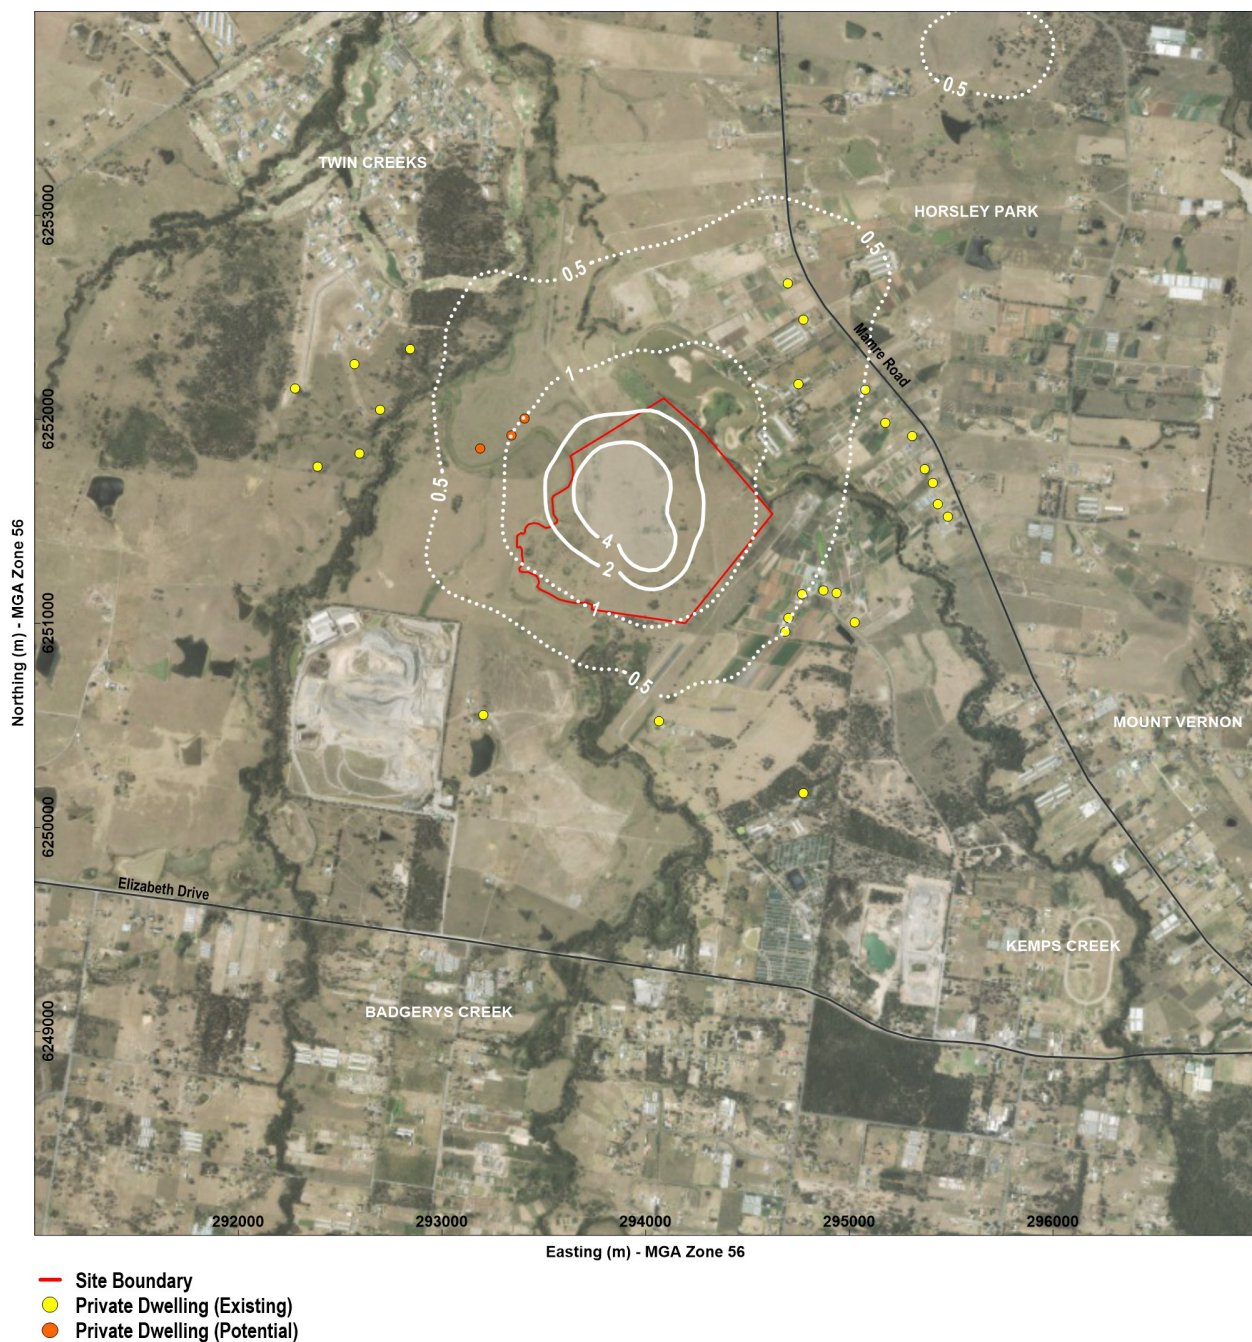 0.5
TWIN CREEKS
HORSLEY PARK
0.5
0.5
Mamre Road
1
0.5
4
2
1
0.5
MOUNT VERNON
Elizabeth Drive
KEMPS CREEK
BADGERYS CREEK
6253000
6252000
6251000
6250000
6249000
Northing (m) - MGA Zone 56
292000
293000
294000
295000
296000
Easting (m) - MGA Zone 56
Site Boundary
Private Dwelling (Existing)
Private Dwelling (Potential)